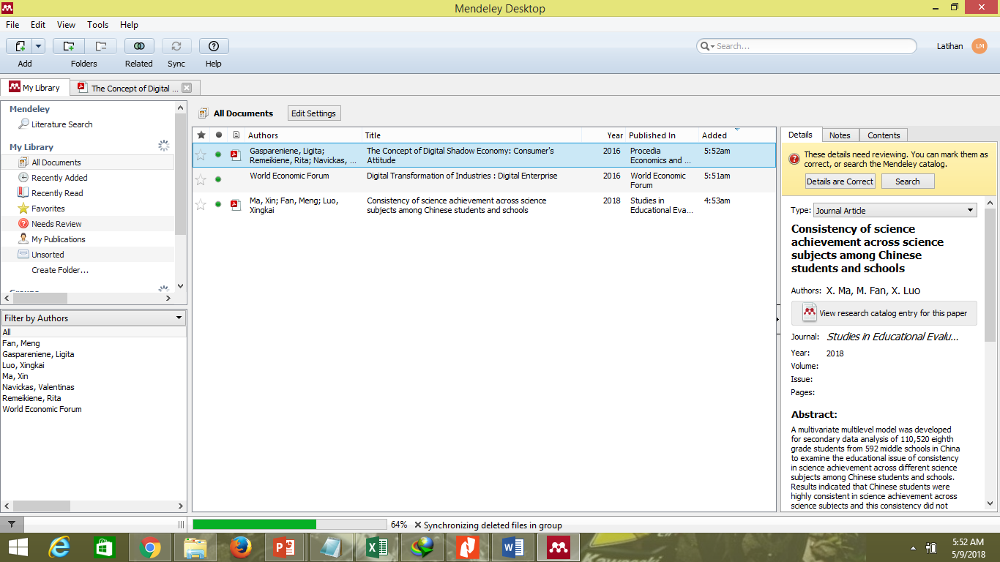 Mendeley Desktop
File Edit View Tools Help
Add Folders Related Sync Help
Search... Latihan LM
My Library The Concept of Digital ...
Mendeley
Literature Search
My Library
All Documents
Recently Added
Recently Read
Favorites
Needs Review
My Publications
Unsorted
Create Folder...
Groups
Filter by Authors
All
Fan, Meng
Gaspareniene, Ligita
Luo, Xingkai
Ma, Xin
Navickas, Valentinas
Remeikiene, Rita
World Economic Forum
All Documents Edit Settings
Authors Title Year Published In Added
Gaspareniene, Ligita; The Concept of Digital Shadow Economy: Consumer's 2016 Procedia 5:52am
Remeikiene, Rita; Navickas, ... Attitude Economics and ...
World Economic Forum Digital Transformation of Industries : Digital Enterprise 2016 World Economic 5:51am
Forum
Ma, Xin; Fan, Meng; Luo, Consistency of science achievement across science 2018 Studies in 4:53am
Xingkai subjects among Chinese students and schools Educational Eva...
Details Notes Contents
These details need reviewing. You can mark them as
correct, or search the Mendeley catalog.
Details are Correct Search
Type: Journal Article
Consistency of science
achievement across science
subjects among Chinese
students and schools
Authors: X. Ma, M. Fan, X. Luo
View research catalog entry for this paper
Journal: Studies in Educational Evalu...
Year: 2018
Volume:
Issue:
Pages:
Abstract:
A multivariate multilevel model was developed
for secondary data analysis of 110,520 eighth
grade students from 592 middle schools in China
to examine the educational issue of consistency
in science achievement across different science
subjects among Chinese students and schools.
Results indicated that Chinese students were
highly consistent in science achievement across
science subjects and this consistency did not
64% Synchronizing deleted files in group
5:52 AM
5/9/2018